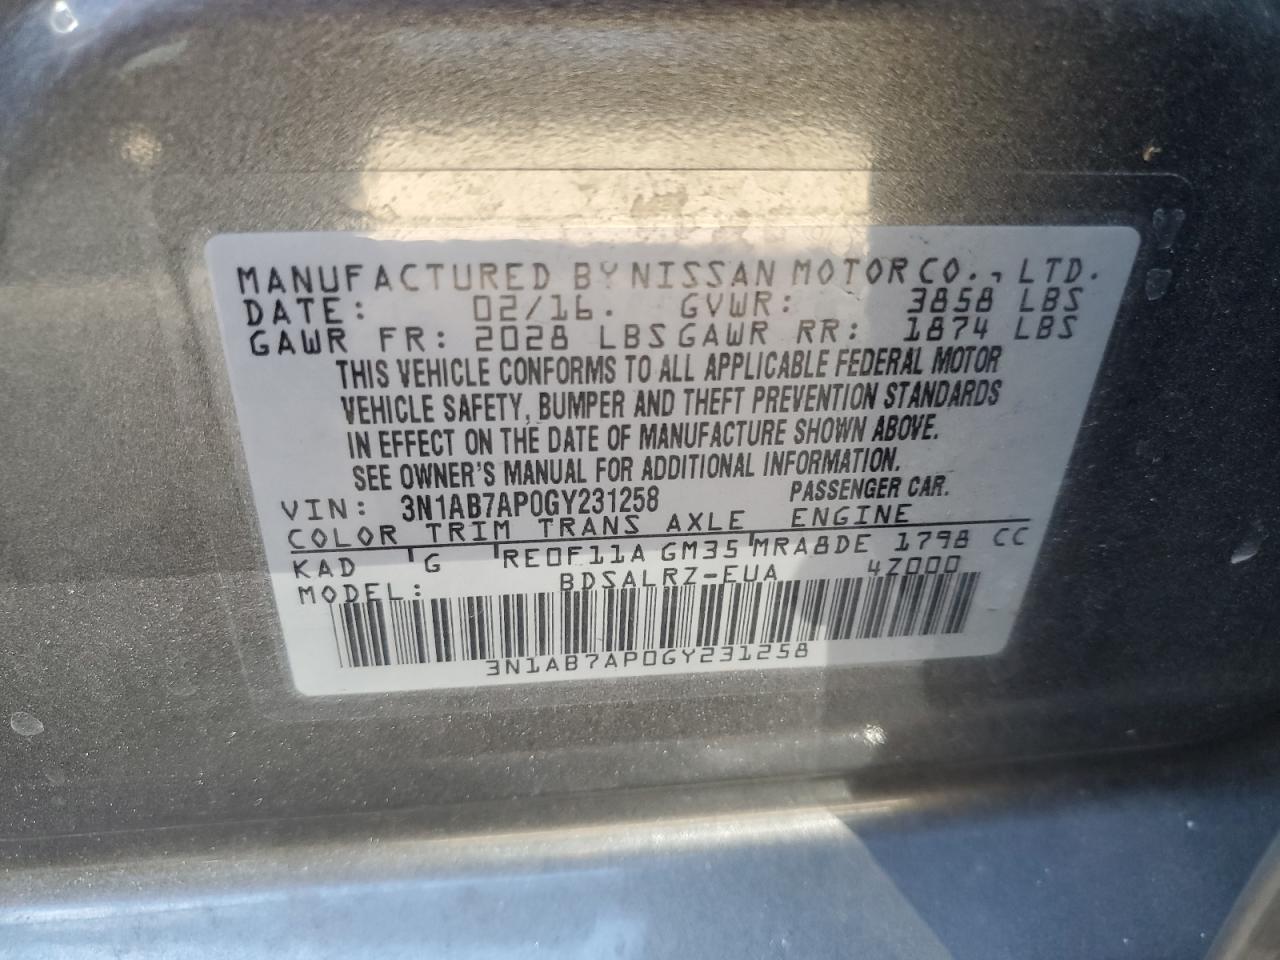 MANUFACTURED BY NISSAN MOTOR CO., LTD.
DATE: 02/16. GVWR: 3858 LBS
GAWR FR: 2028 LBS GAWR RR: 1874 LBS
THIS VEHICLE CONFORMS TO ALL APPLICABLE FEDERAL MOTOR
VEHICLE SAFETY, BUMPER AND THEFT PREVENTION STANDARDS
IN EFFECT ON THE DATE OF MANUFACTURE SHOWN ABOVE.
SEE OWNER'S MANUAL FOR ADDITIONAL INFORMATION.
VIN: 3N1AB7AP0GY231258 PASSENGER CAR.
COLOR TRIM TRANS AXLE ENGINE
KAD G RE0F11A GM35 MRA8DE 1798 CC
MODEL: BDSALRZ-EUA 4Z000
3N1AB7AP0GY231258